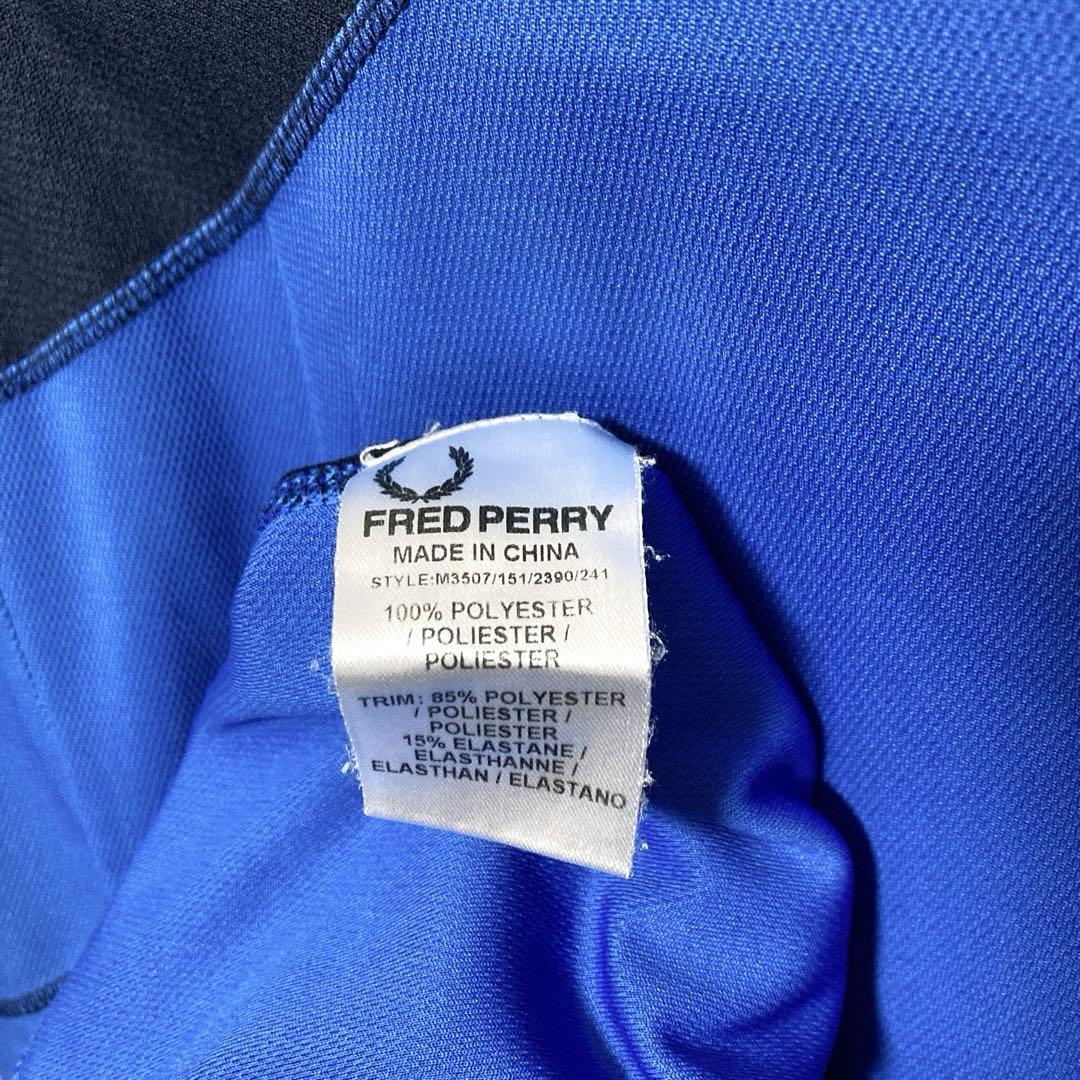 FRED PERRY
MADE IN CHINA
STYLE:M3507/151/2390/241
100% POLYESTER
/ POLIESTER /
POLIESTER
TRIM: 85% POLYESTER
/ POLIESTER /
POLIESTER
15% ELASTANE /
ELASTHANNE /
ELASTHAN / ELASTANO